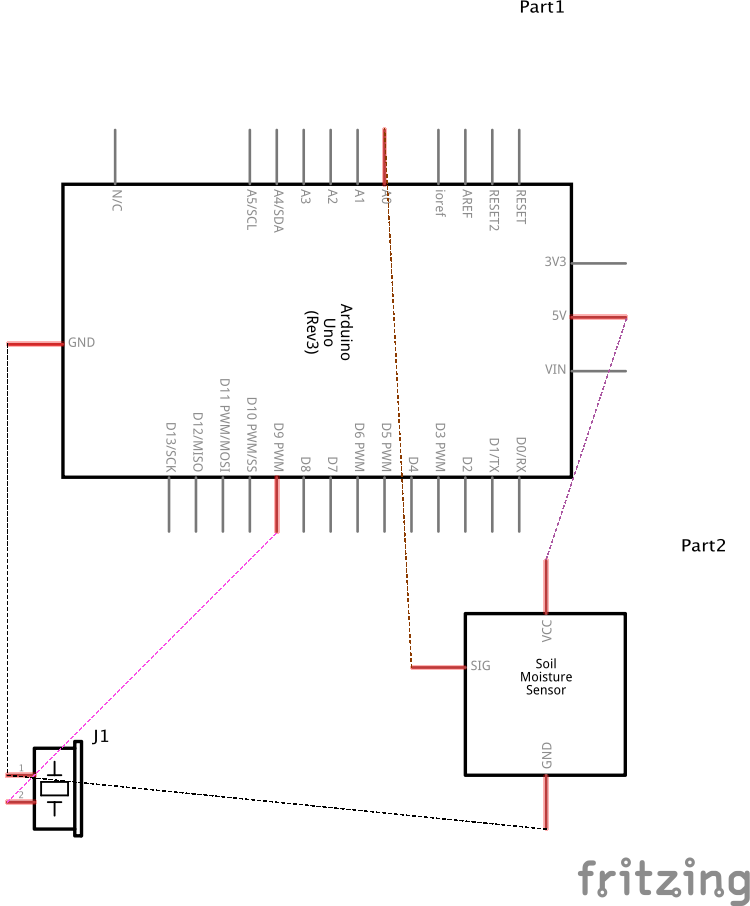 Part1
N/C
A5/SCL
A4/SDA
A3
A2
A1
A0
ioref
AREF
RESET2
RESET
3V3
5V
VIN
GND
Arduino
Uno
(Rev3)
D13/SCK
D12/MISO
D11 PWM/MOSI
D10 PWM/SS
D9 PWM
D8
D7
D6 PWM
D5 PWM
D4
D3 PWM
D2
D1/TX
D0/RX
Part2
VCC
SIG
Soil
Moisture
Sensor
GND
J1
1
2
fritzing